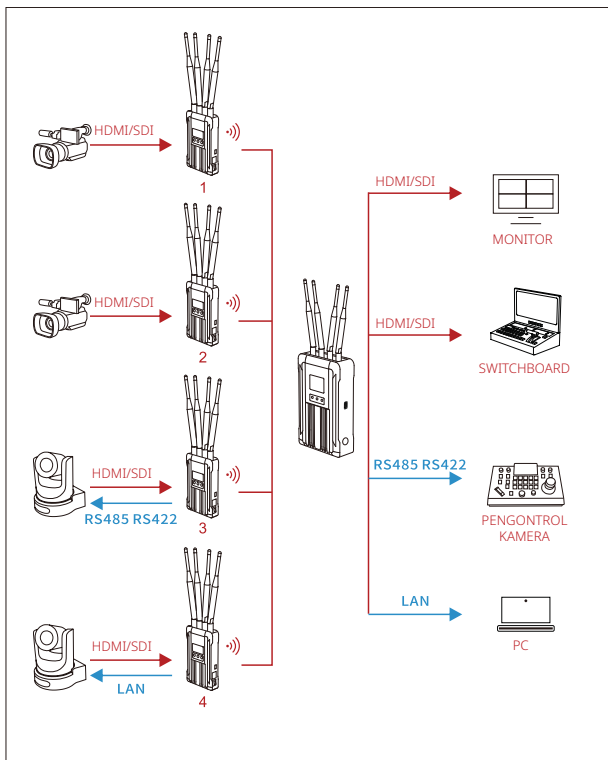 HDMI/SDI
1
HDMI/SDI
2
HDMI/SDI
RS485 RS422
3
HDMI/SDI
LAN
4
HDMI/SDI
MONITOR
HDMI/SDI
SWITCHBOARD
RS485 RS422
PENGONTROL
KAMERA
LAN
PC